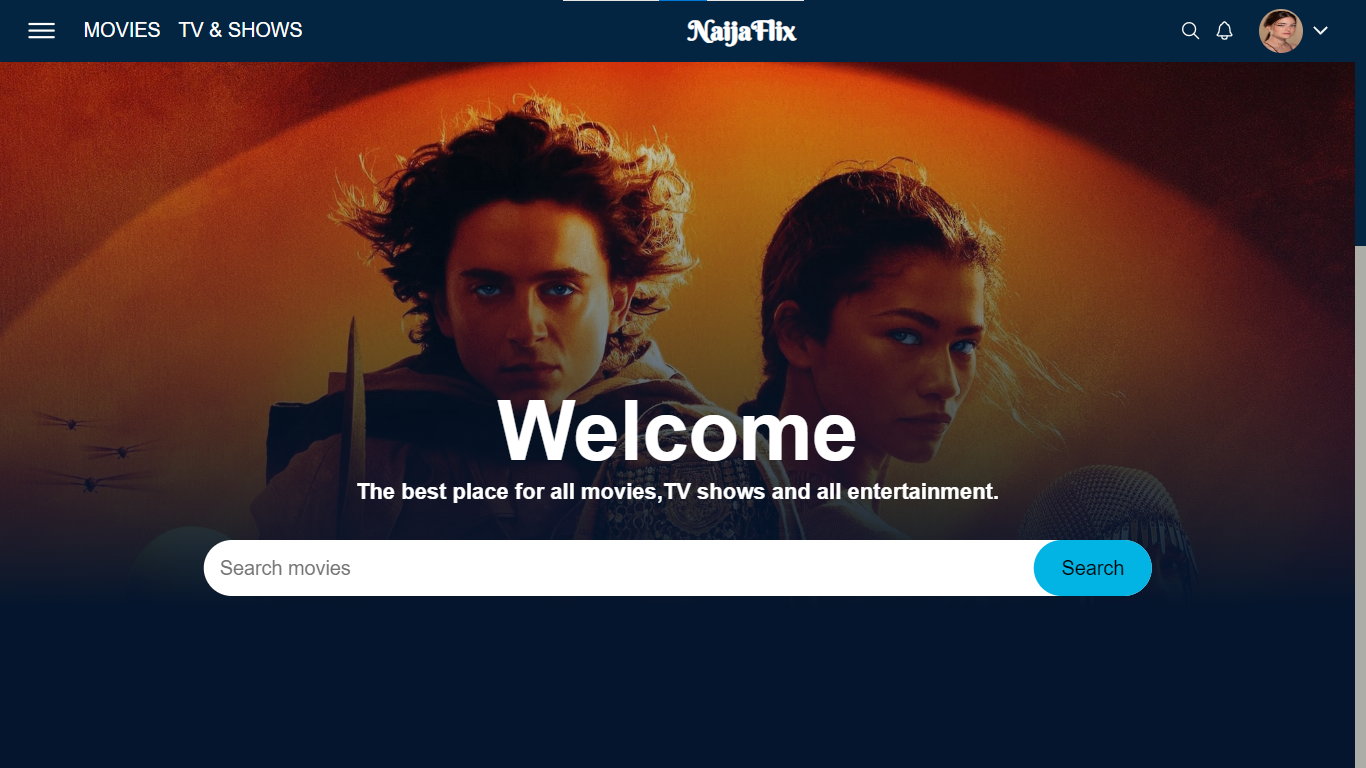 MOVIES TV & SHOWS NaijaFlix
Welcome
The best place for all movies,TV shows and all entertainment.
Search movies Search